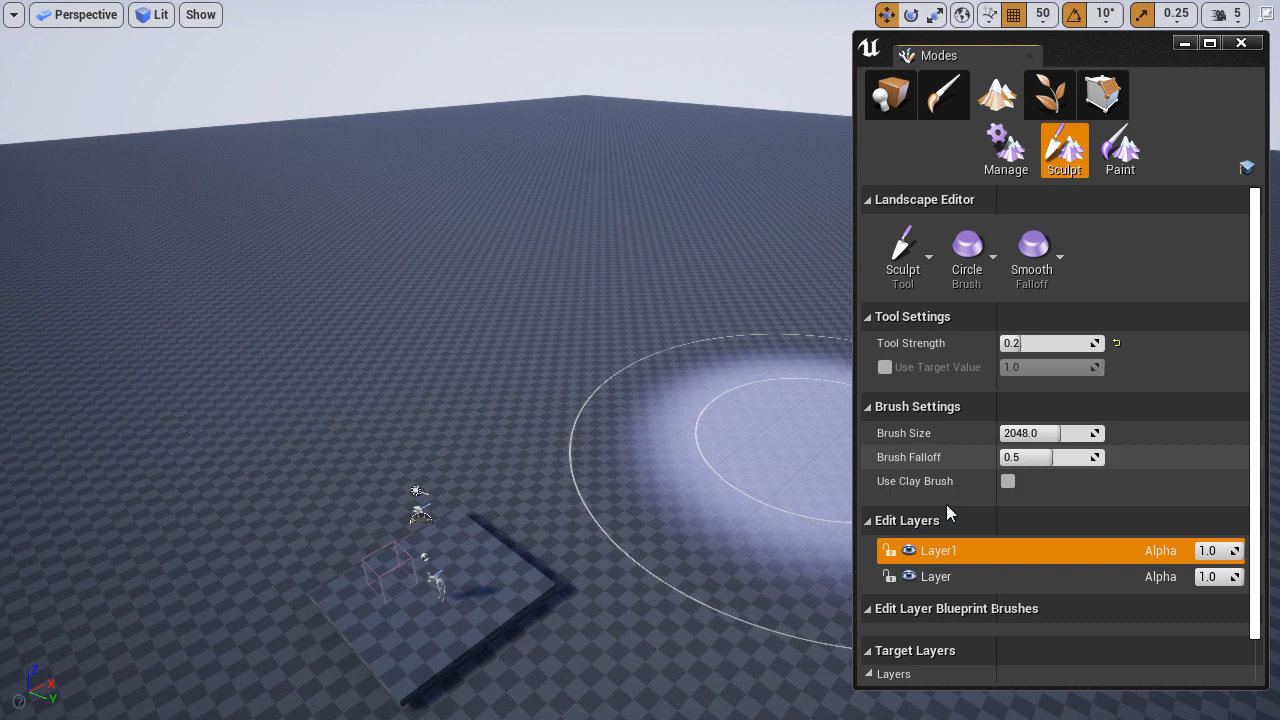 Perspective Lit Show 50 10° 0.25 5
Modes
Manage Sculpt Paint
Landscape Editor
Sculpt Circle Smooth
Tool Brush Falloff
Tool Settings
Tool Strength 0.2
Use Target Value 1.0
Brush Settings
Brush Size 2048.0
Brush Falloff 0.5
Use Clay Brush
Edit Layers
Layer1 Alpha 1.0
Layer Alpha 1.0
Edit Layer Blueprint Brushes
Target Layers
Layers
Z
X
Y